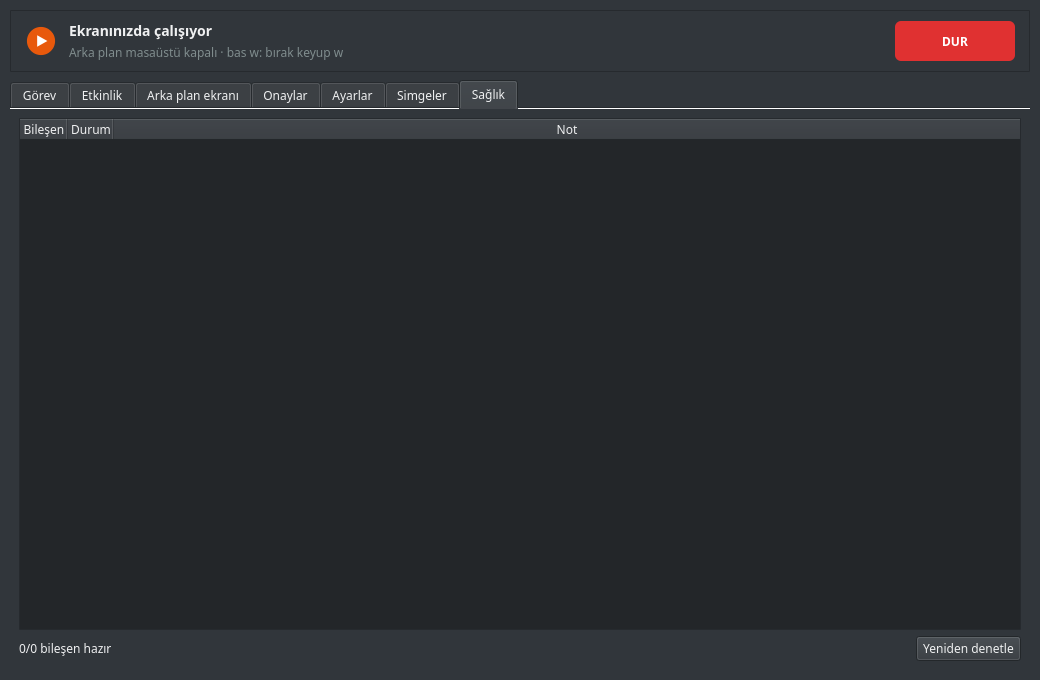 Ekranınızda çalışıyor
Arka plan masaüstü kapalı · bas w: bırak keyup w
DUR
Görev Etkinlik Arka plan ekranı Onaylar Ayarlar Simgeler Sağlık
Bileşen Durum Not
0/0 bileşen hazır
Yeniden denetle